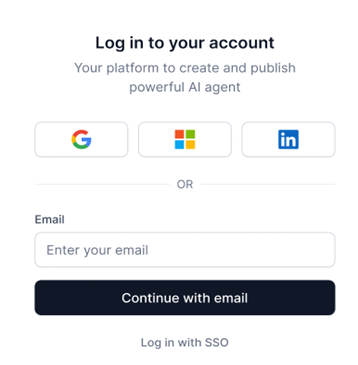 Log in to your account
Your platform to create and publish
powerful AI agent
in
OR
Email
Enter your email
Continue with email
Log in with SSO